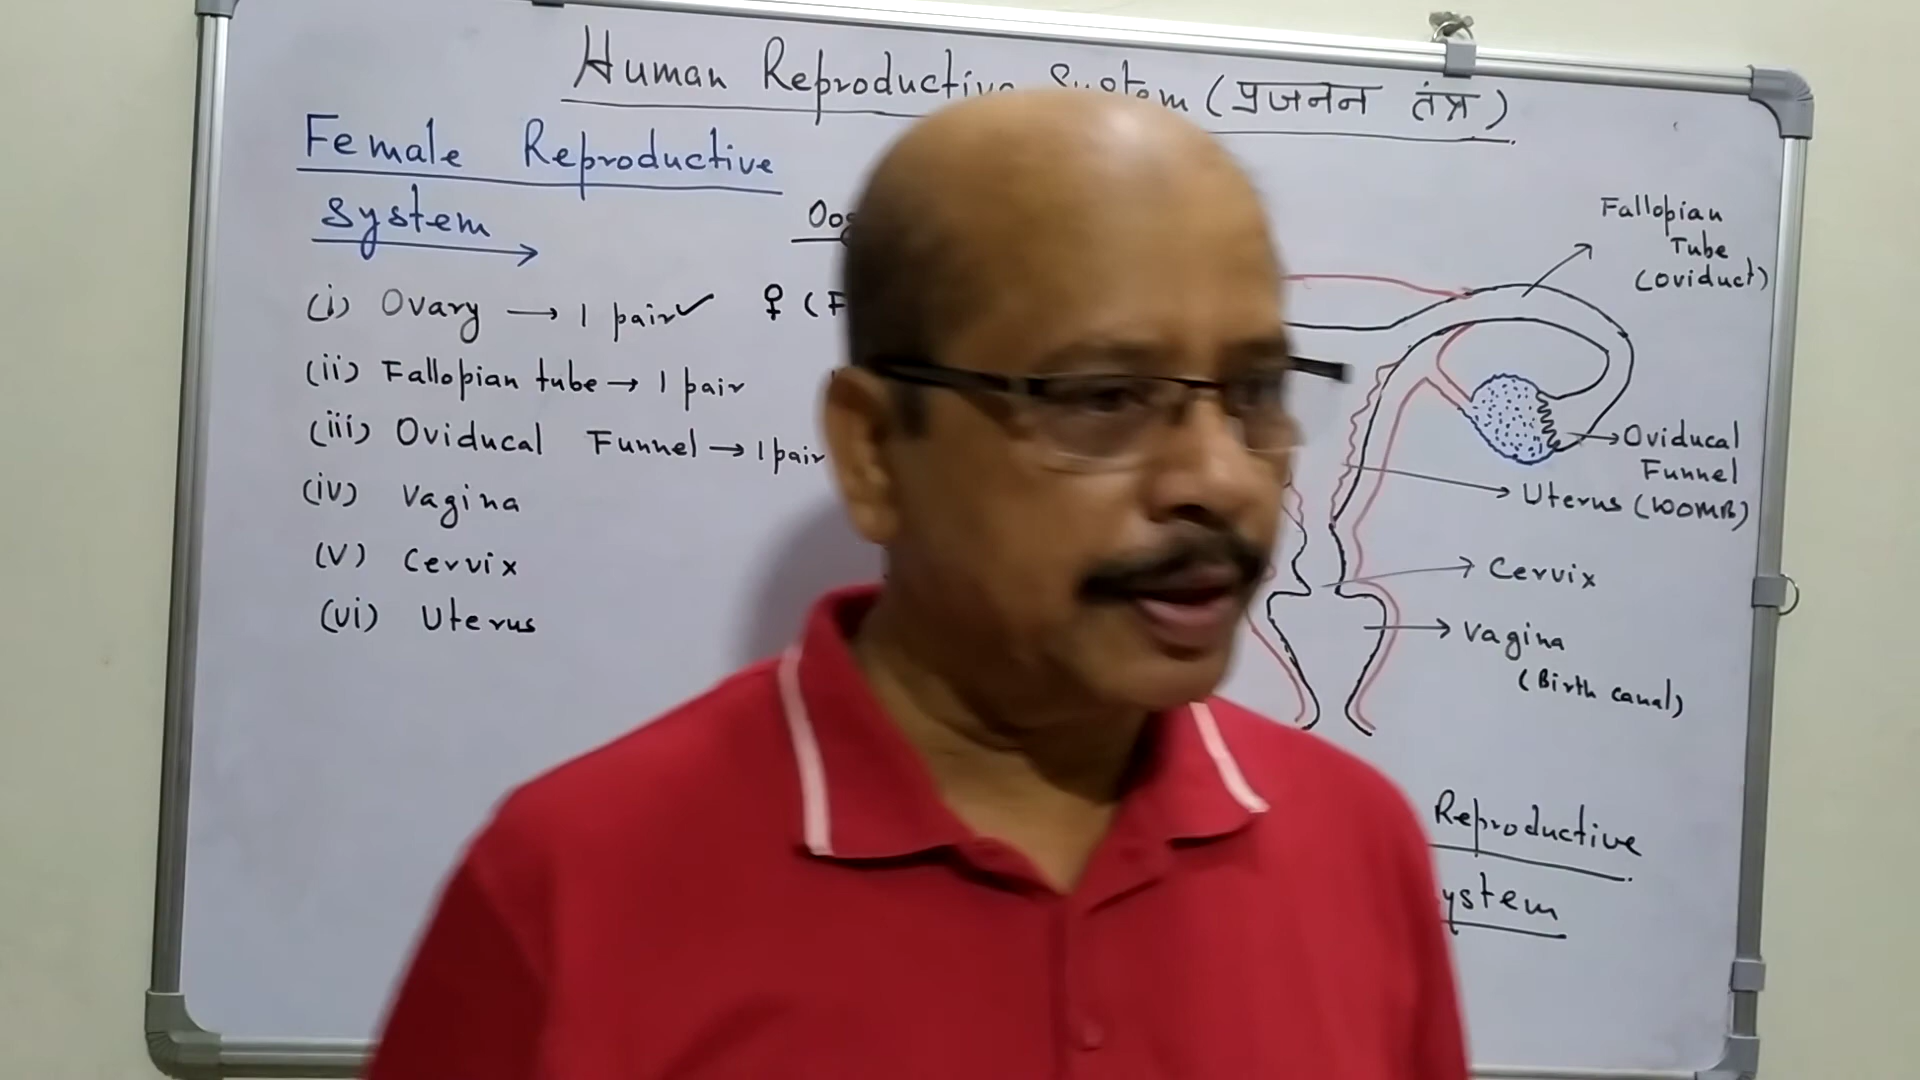 Human Reproductive System (प्रजनन तंत्र)
Female Reproductive
system
(i) Ovary → 1 pair✓ ♀ (F
(ii) Fallopian tube → 1 pair
(iii) Oviducal Funnel → 1 pair
(iv) Vagina
(v) Cervix
(vi) Uterus
Fallopian
Tube
(oviduct)
Oviducal
Funnel
Uterus (WOMB)
Cervix
Vagina
(Birth canal)
Reproductive
ystem